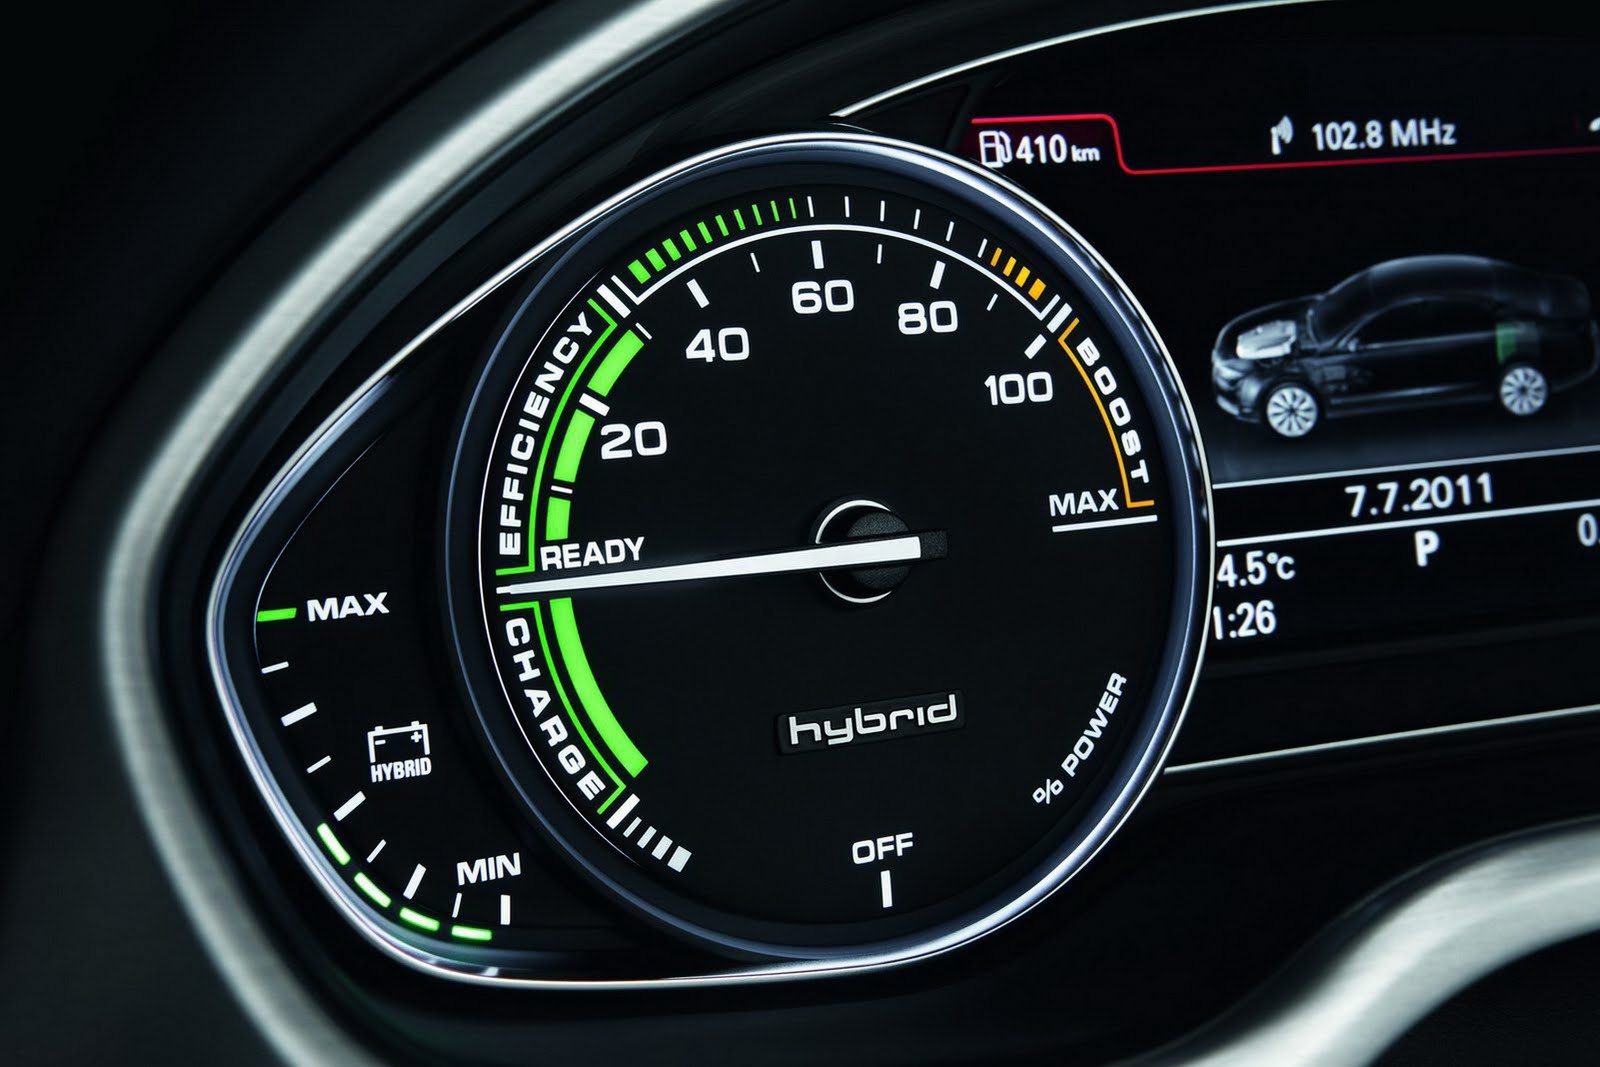 410 km
102.8 MHz
60
40
80
100
20
EFFICIENCY
BOOST
MAX
READY
CHARGE
MAX
HYBRID
MIN
hybrid
% POWER
OFF
7.7.2011
4.5°C
P
1:26